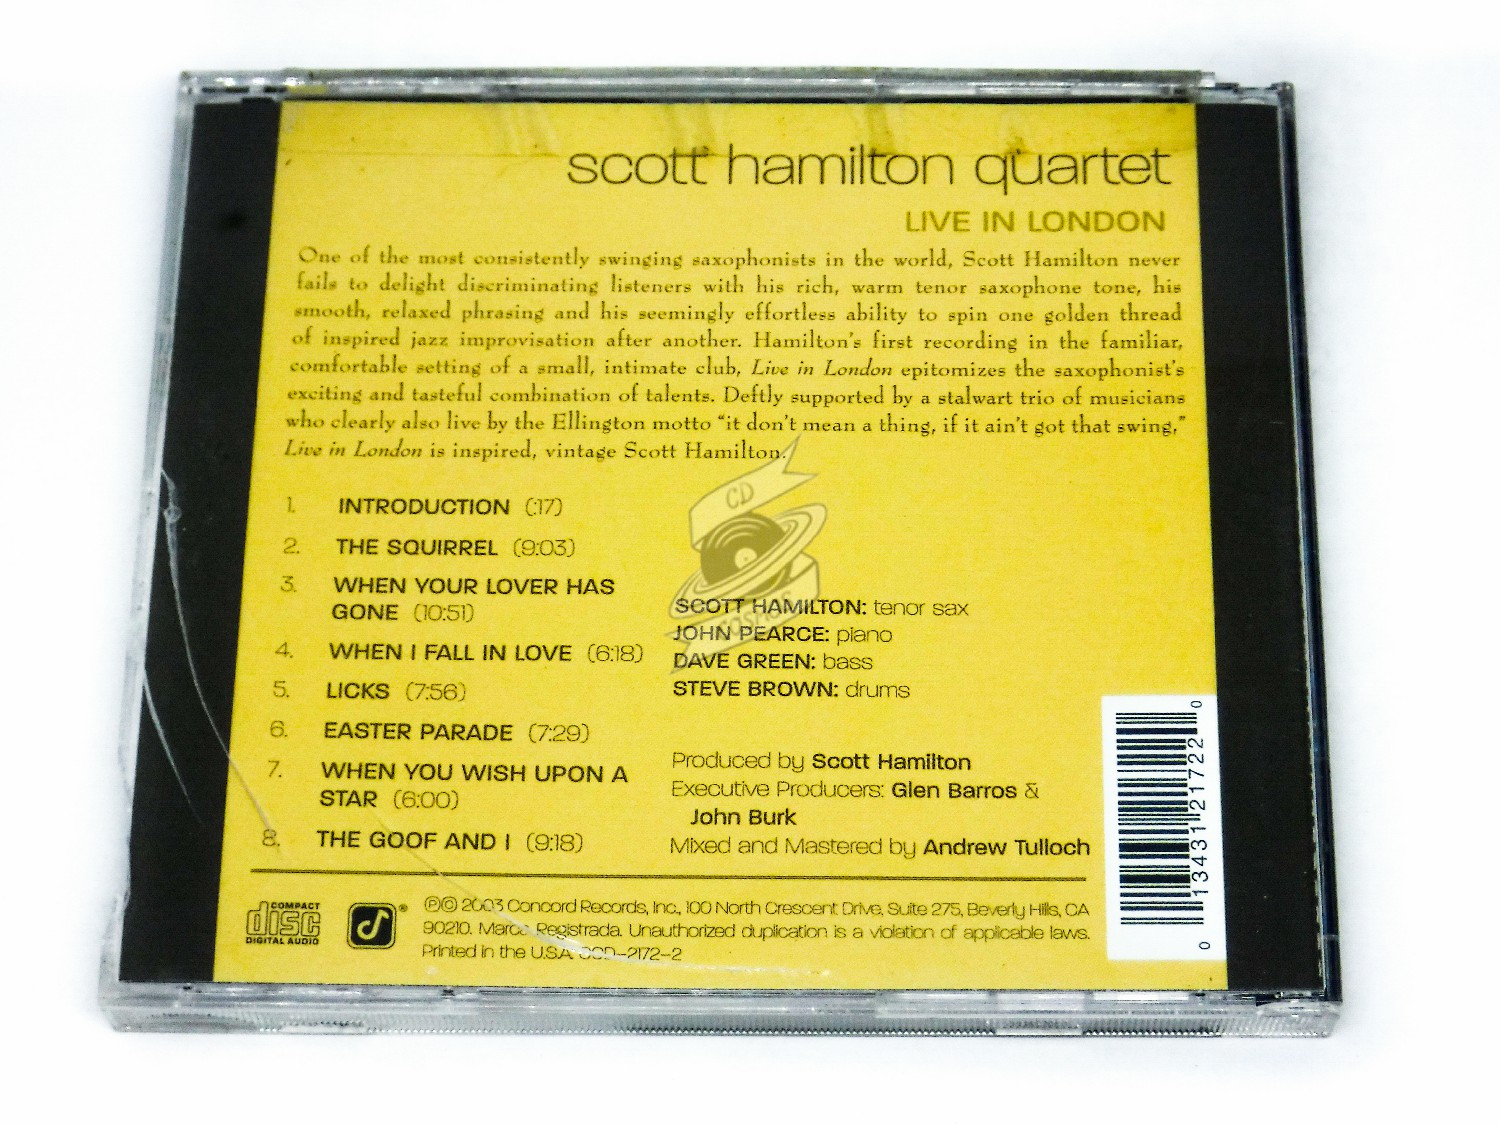 scott hamilton quartet
LIVE IN LONDON
One of the most consistently swinging saxophonists in the world, Scott Hamilton never
fails to delight discriminating listeners with his rich, warm tenor saxophone tone, his
smooth, relaxed phrasing and his seemingly effortless ability to spin one golden thread
of inspired jazz improvisation after another. Hamilton's first recording in the familiar,
comfortable setting of a small, intimate club, Live in London epitomizes the saxophonist's
exciting and tasteful combination of talents. Deftly supported by a stalwart trio of musicians
who clearly also live by the Ellington motto "it don't mean a thing, if it ain't got that swing,"
Live in London is inspired, vintage Scott Hamilton.
1. INTRODUCTION (:17)
2. THE SQUIRREL (9:03)
3. WHEN YOUR LOVER HAS
GONE (10:51)
4. WHEN I FALL IN LOVE (6:18)
5. LICKS (7:56)
6. EASTER PARADE (7:29)
7. WHEN YOU WISH UPON A
STAR (6:00)
8. THE GOOF AND I (9:18)
CD
COSMOS
SCOTT HAMILTON: tenor sax
JOHN PEARCE: piano
DAVE GREEN: bass
STEVE BROWN: drums
Produced by Scott Hamilton
Executive Producers: Glen Barros &
John Burk
Mixed and Mastered by Andrew Tulloch
COMPACT
disc
DIGITAL AUDIO
®
℗© 2003 Concord Records, Inc., 100 North Crescent Drive, Suite 275, Beverly Hills, CA
90210. Marca Registrada. Unauthorized duplication is a violation of applicable laws.
Printed in the U.S.A. CCD-2172-2
0 13431 21722 0